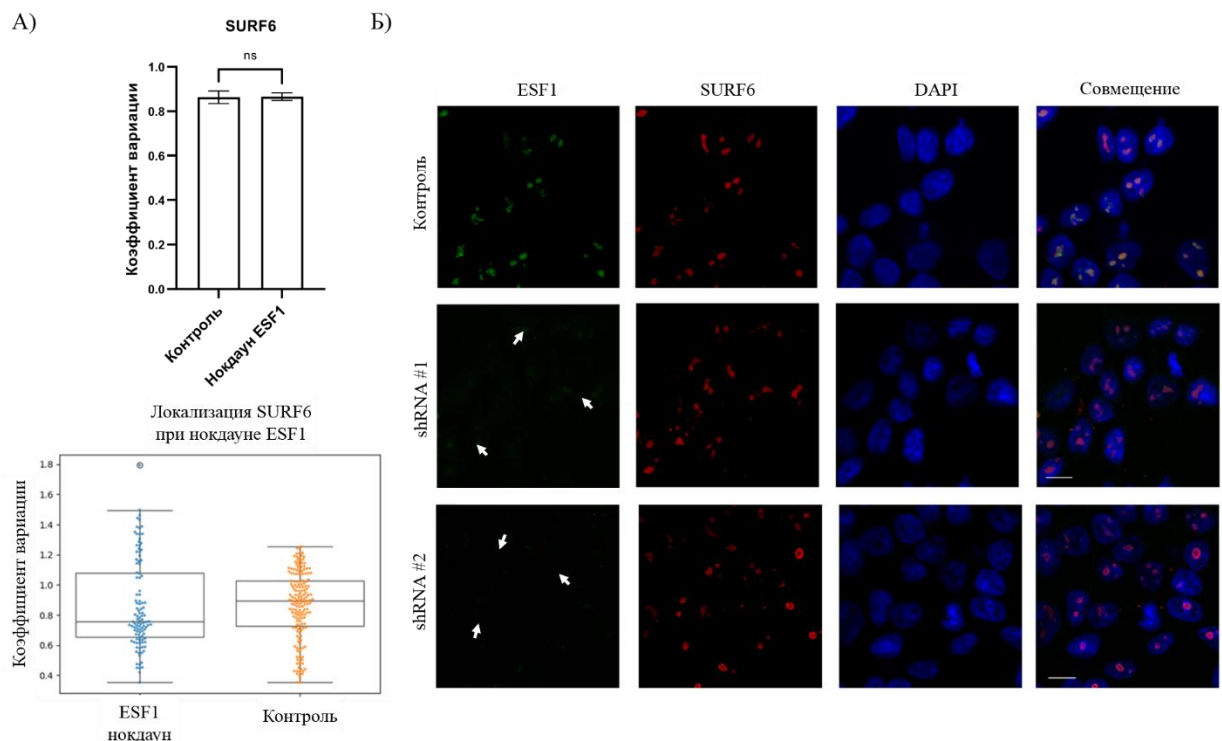 А)
SURF6
ns
Коэффициент вариации
1.0
0.8
0.6
0.4
0.2
0.0
Контроль
Нокдаун ESF1
Локализация SURF6
при нокдауне ESF1
Коэффициент вариации
1.8
1.6
1.4
1.2
1.0
0.8
0.6
0.4
ESF1
нокдаун
Контроль
Б)
ESF1 SURF6 DAPI Совмещение
Контроль
shRNA #1
shRNA #2